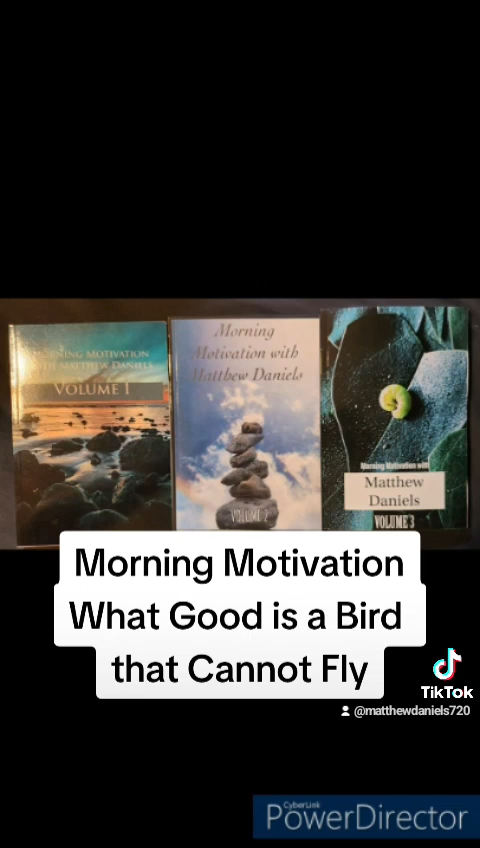 MORNING MOTIVATION
WITH MATTHEW DANIELS
VOLUME 1
Morning
Motivation with
Matthew Daniels
VOLUME 2
Morning Motivation with
Matthew
Daniels
VOLUME 3
Morning Motivation
What Good is a Bird
that Cannot Fly
TikTok
@matthewdaniels720
CyberLink
PowerDirector